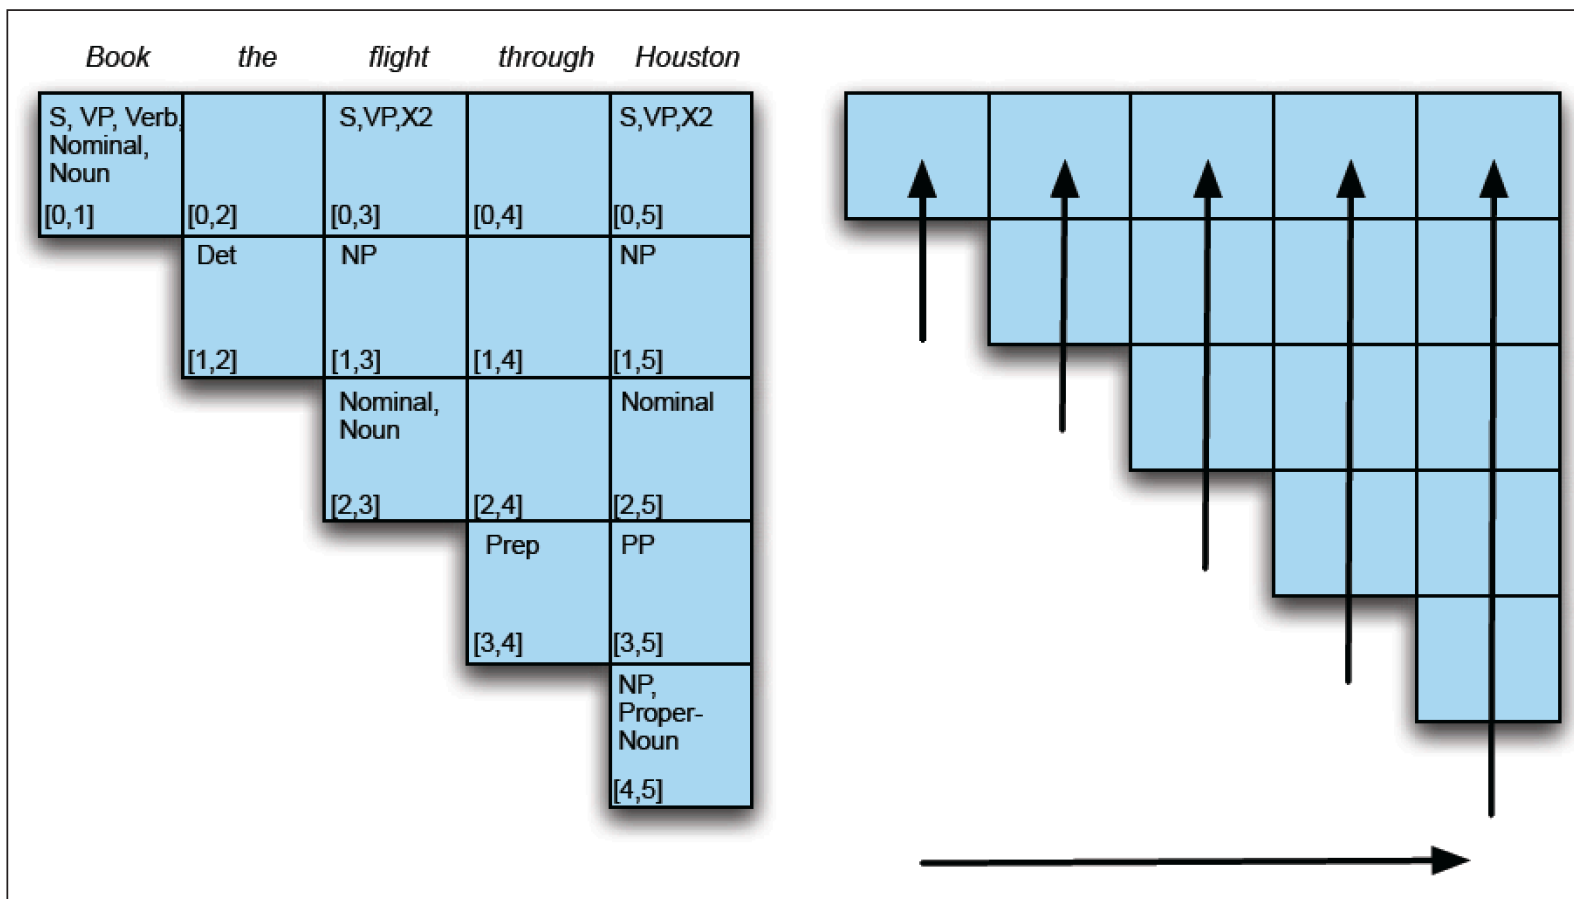 Book the flight through Houston
S, VP, Verb,
Nominal,
Noun
[0,1]
[0,2]
S,VP,X2
[0,3]
[0,4]
S,VP,X2
[0,5]
Det
[1,2]
NP
[1,3]
[1,4]
NP
[1,5]
Nominal,
Noun
[2,3]
[2,4]
Nominal
[2,5]
Prep
[3,4]
PP
[3,5]
NP,
Proper-
Noun
[4,5]